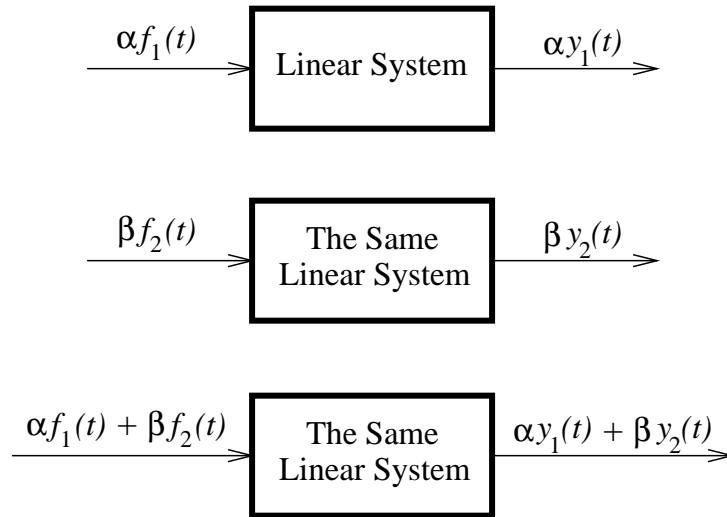 αf₁(t)
Linear System
αy₁(t)
βf₂(t)
The Same
Linear System
βy₂(t)
αf₁(t) + βf₂(t)
The Same
Linear System
αy₁(t) + βy₂(t)